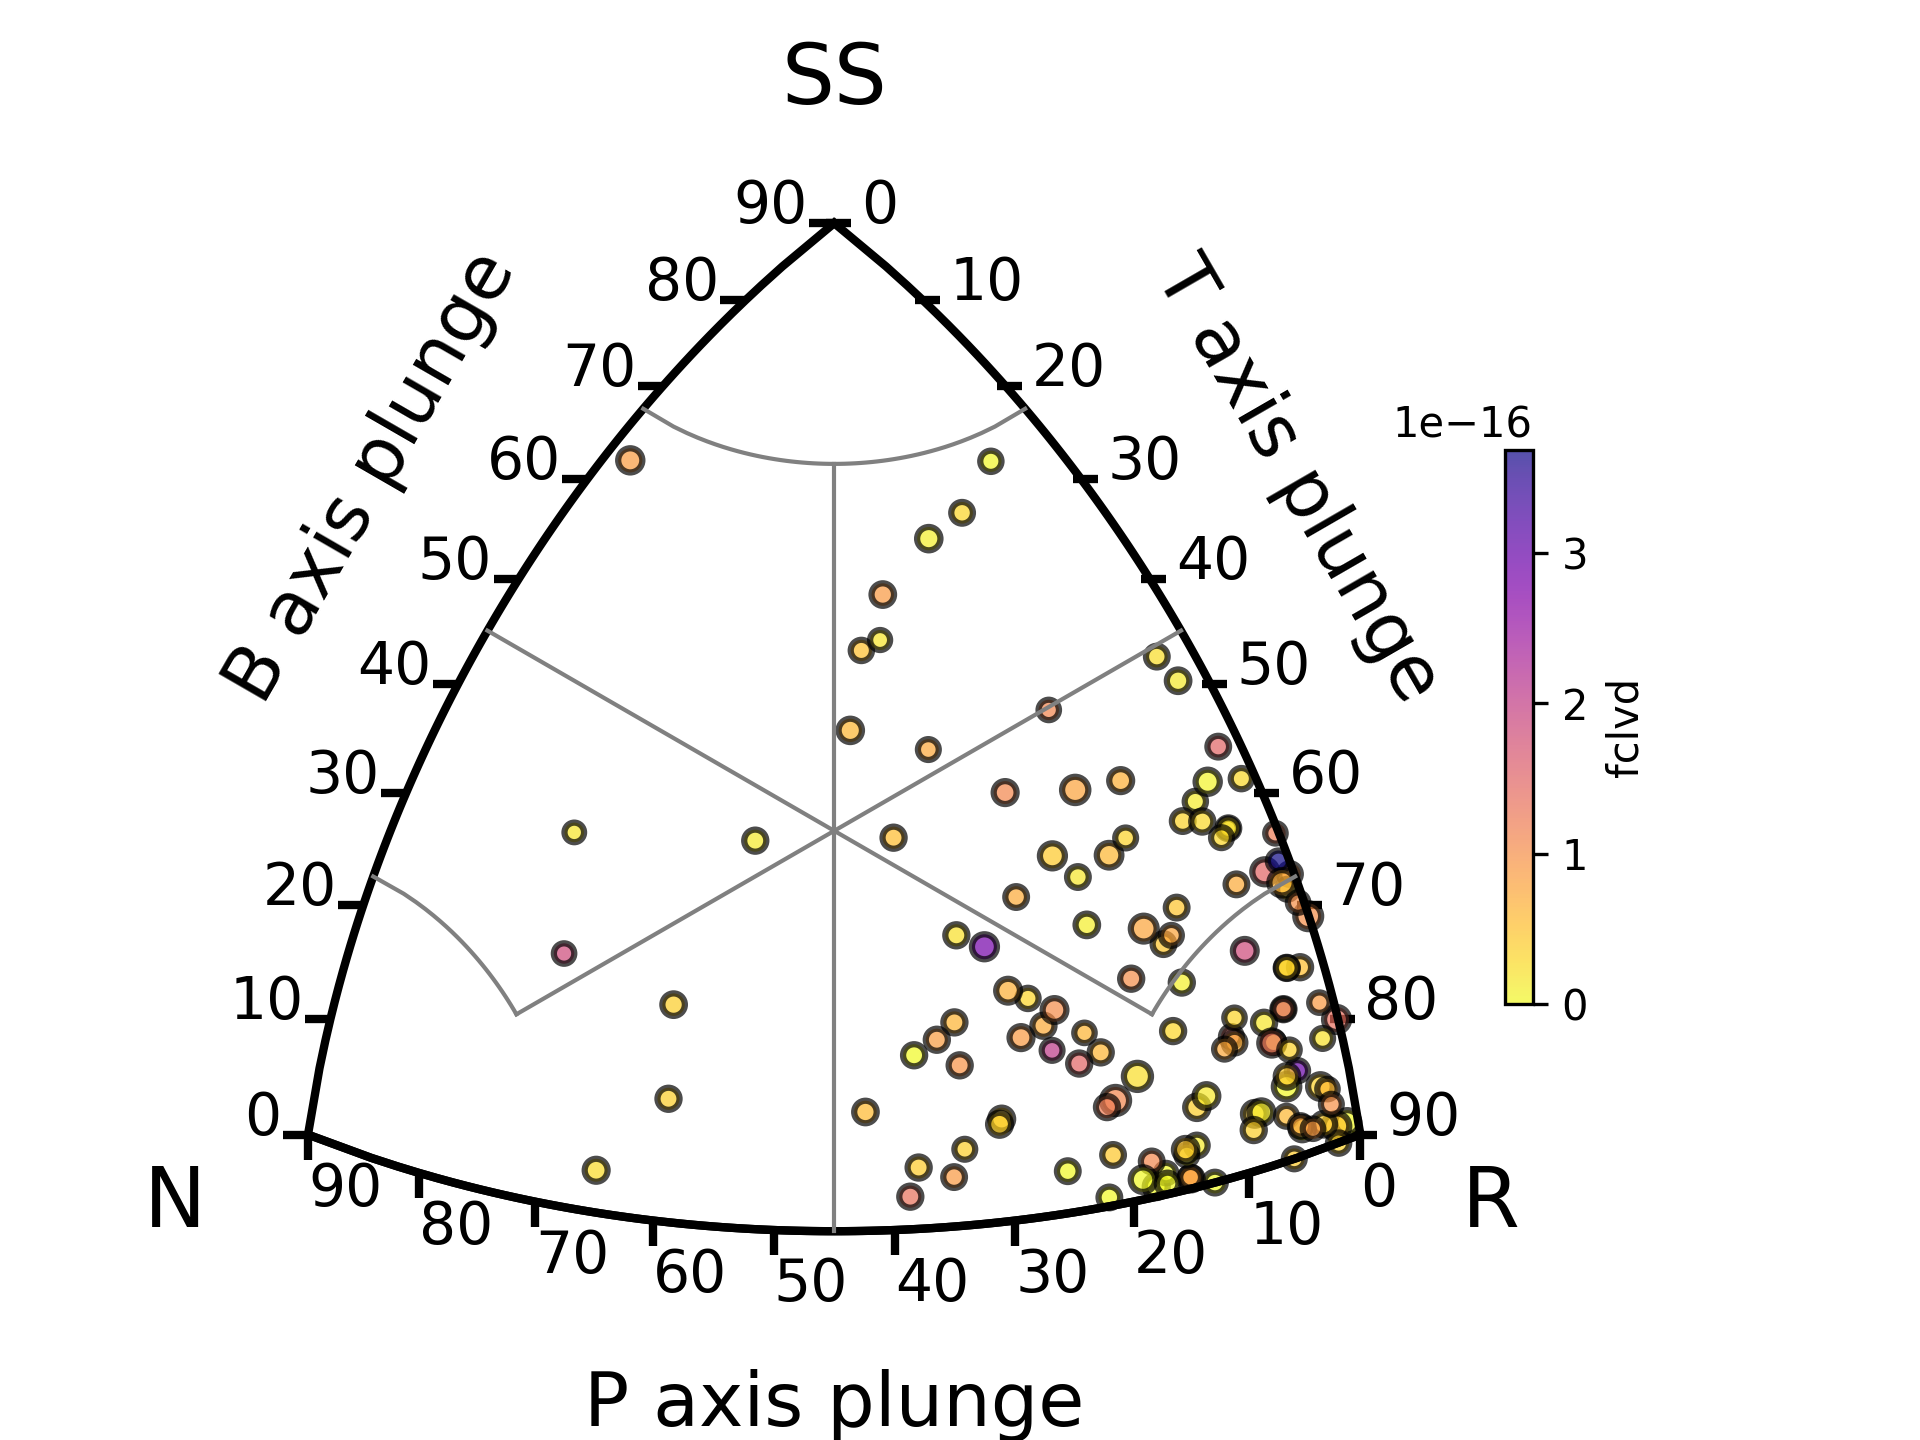 SS
90 0
80 10
70 20
B axis plunge
T axis plunge
60 30
1e−16
50 40
3
40 50
2
fclvd
30 60
1
20 70
10 80
0
0 90
N
90 80 70 60 50 40 30 20 10 0
R
P axis plunge